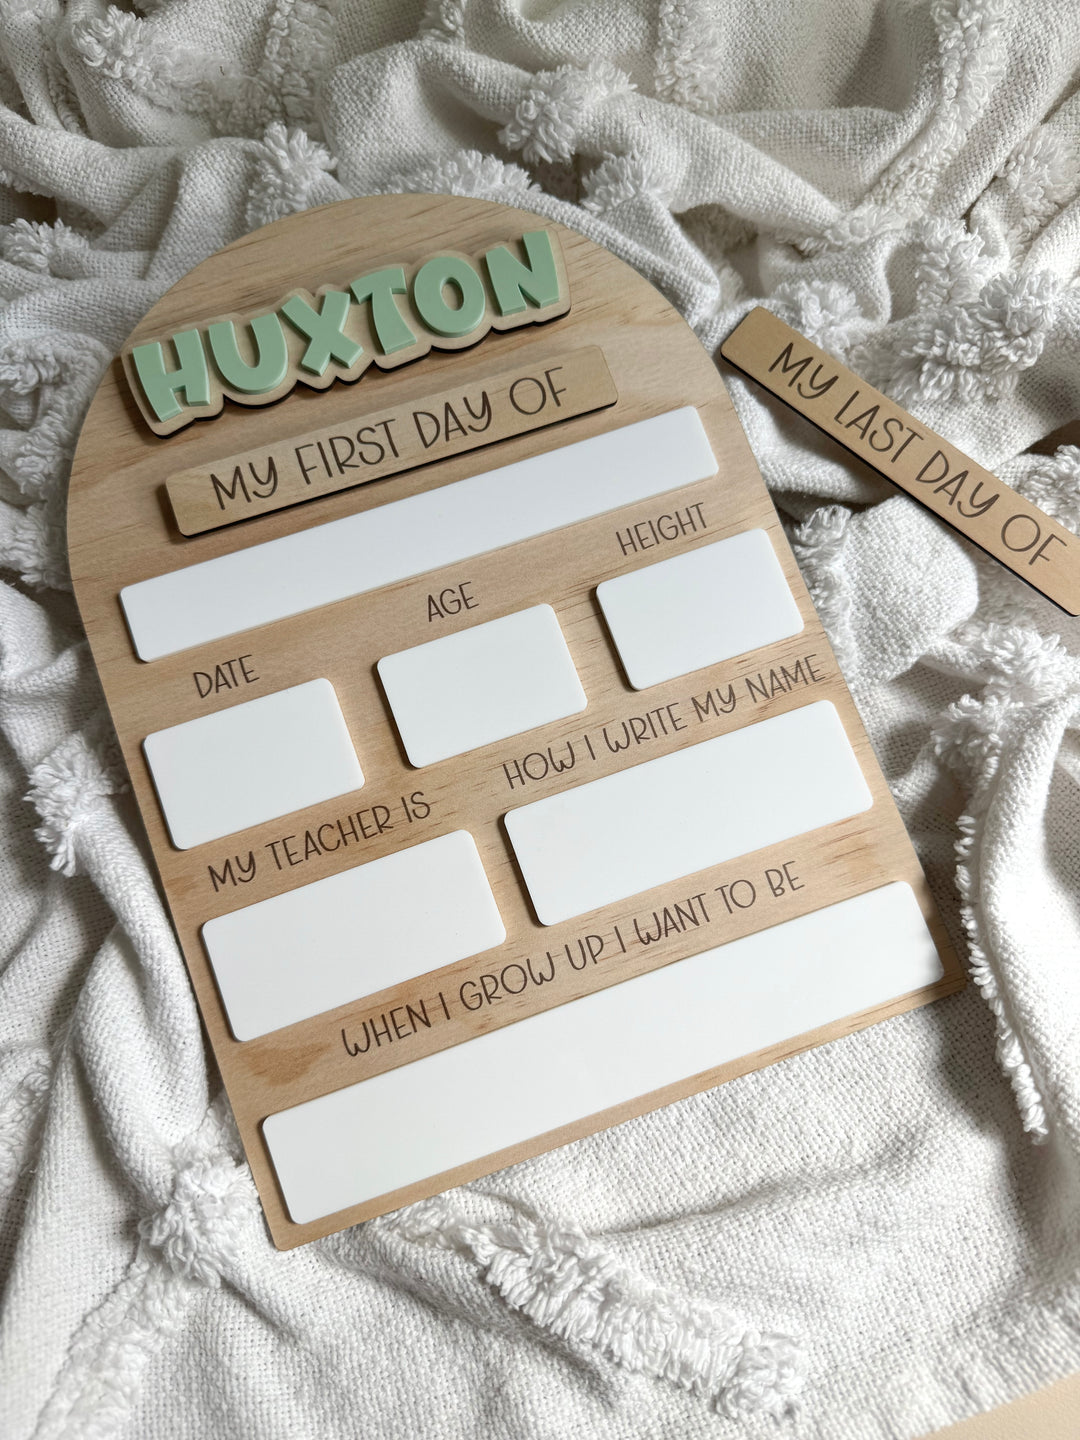 HUXTON
MY FIRST DAY OF
MY LAST DAY OF
DATE
AGE
HEIGHT
MY TEACHER IS
HOW I WRITE MY NAME
WHEN I GROW UP I WANT TO BE